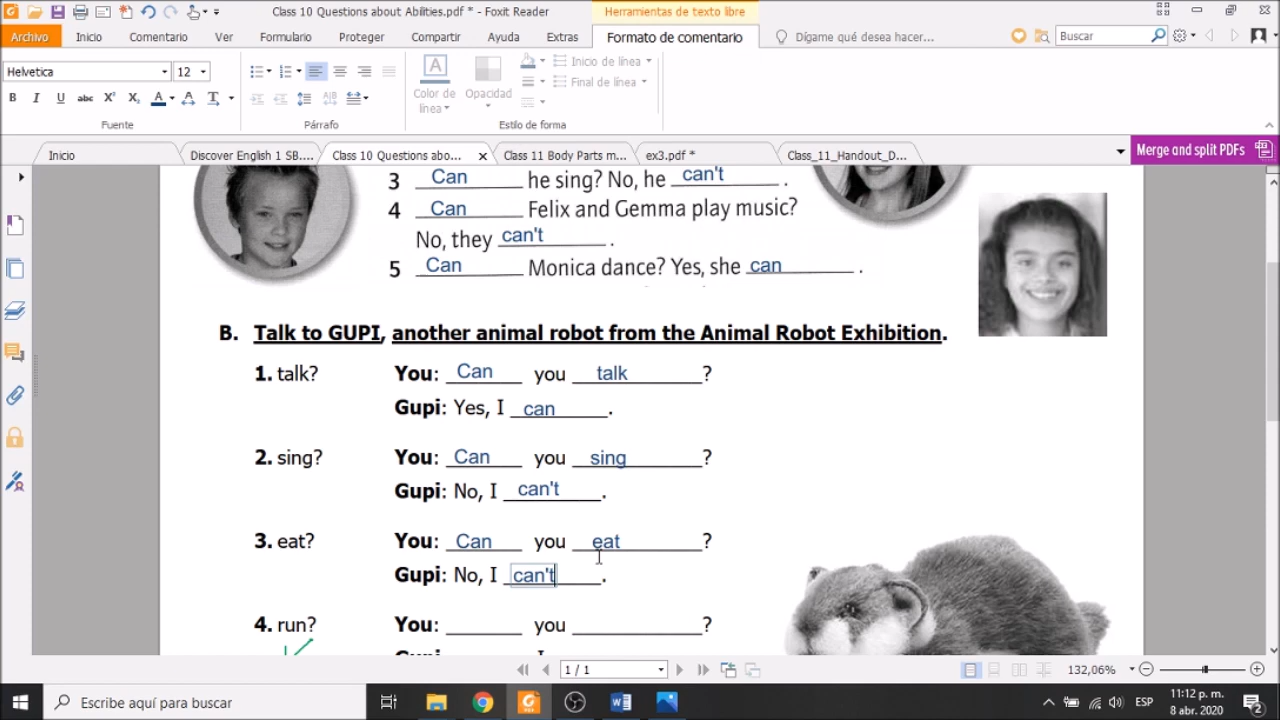 Class 10 Questions about Abilities.pdf * - Foxit Reader
Herramientas de texto libre
Archivo Inicio Comentario Ver Formulario Proteger Compartir Ayuda Extras Formato de comentario Dígame qué desea hacer... Buscar
Helvetica 12
Inicio de línea
Color de línea Opacidad Final de línea
Fuente Párrafo Estilo de forma
Inicio Discover English 1 SB.... Class 10 Questions abo... Class 11 Body Parts m... ex3.pdf * Class_11_Handout_D... Merge and split PDFs
3 Can he sing? No, he can't .
4 Can Felix and Gemma play music?
No, they can't .
5 Can Monica dance? Yes, she can .
B. Talk to GUPI, another animal robot from the Animal Robot Exhibition.
1. talk? You: Can you talk ?
Gupi: Yes, I can .
2. sing? You: Can you sing ?
Gupi: No, I can't .
3. eat? You: Can you eat ?
Gupi: No, I can't .
4. run? You: ______ you ______ ?
1 / 1 132,06%
Escribe aquí para buscar
ESP 11:12 p. m.
8 abr. 2020 2